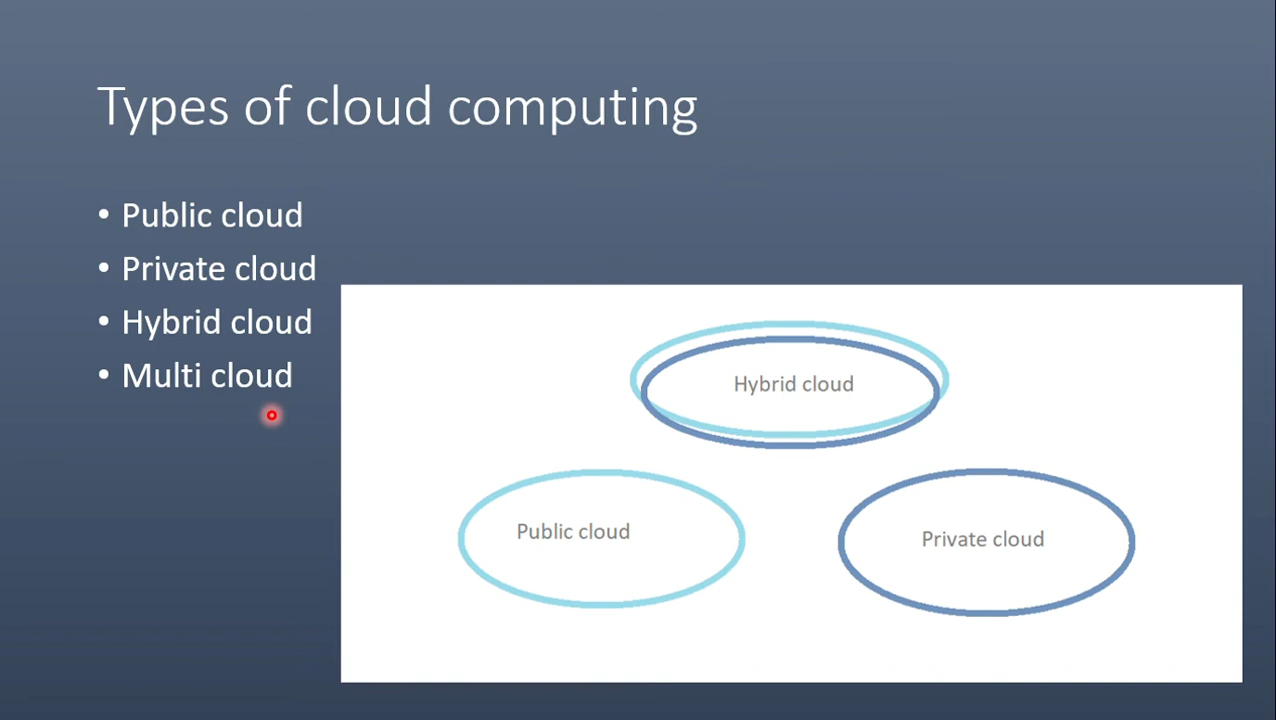 Types of cloud computing
• Public cloud
• Private cloud
• Hybrid cloud
• Multi cloud
Hybrid cloud
Public cloud
Private cloud